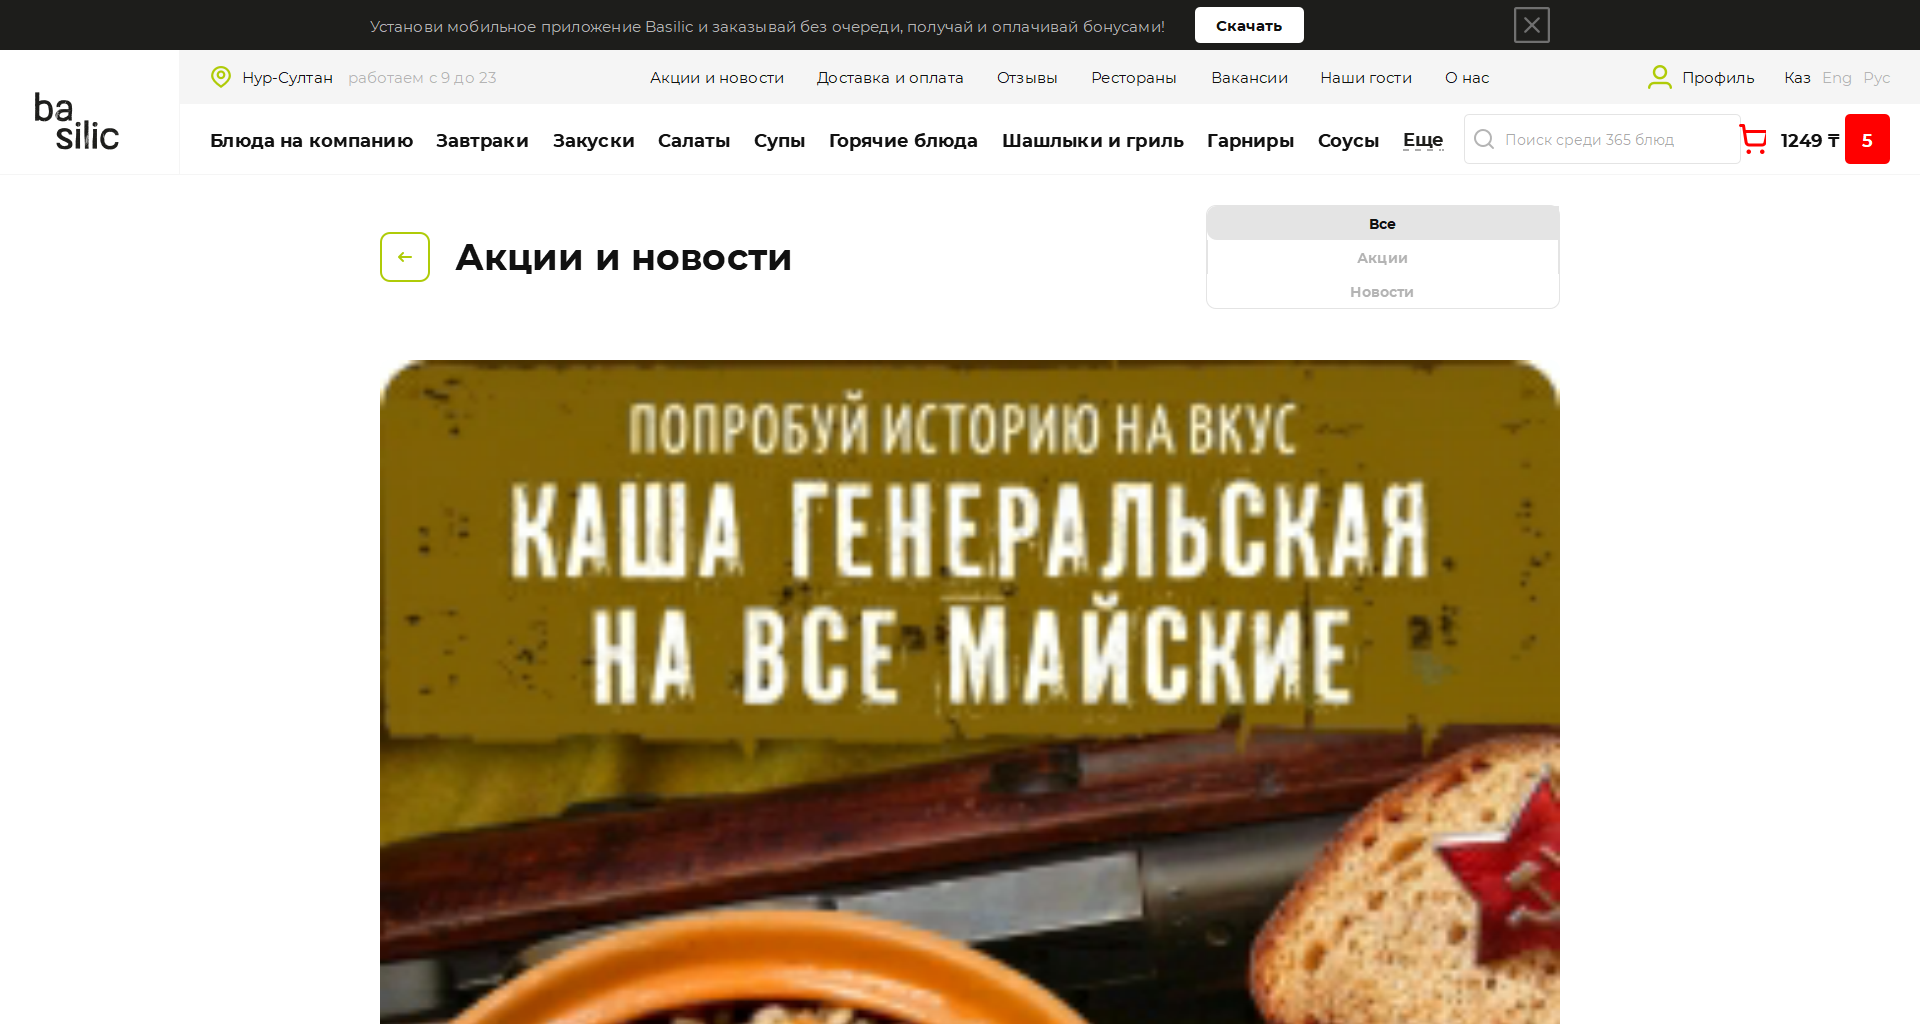 Установи мобильное приложение Basilic и заказывай без очереди, получай и оплачивай бонусами! Скачать
Нур-Султан работаем с 9 до 23 Акции и новости Доставка и оплата Отзывы Рестораны Вакансии Наши гости О нас Профиль Каз Eng Рус
ba
silic
Блюда на компанию Завтраки Закуски Салаты Супы Горячие блюда Шашлыки и гриль Гарниры Соусы Еще Поиск среди 365 блюд 1249 ₸ 5
Акции и новости
Все
Акции
Новости
ПОПРОБУЙ ИСТОРИЮ НА ВКУС
КАША ГЕНЕРАЛЬСКАЯ
НА ВСЕ МАЙСКИЕ